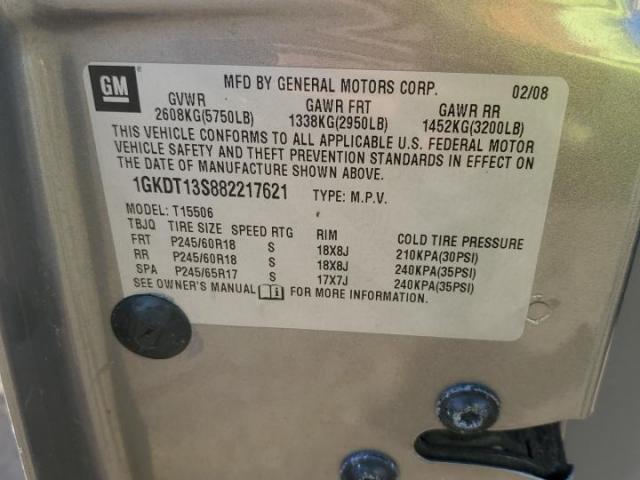 GM
MFD BY GENERAL MOTORS CORP. 02/08
GVWR GAWR FRT GAWR RR
2608KG(5750LB) 1338KG(2950LB) 1452KG(3200LB)
THIS VEHICLE CONFORMS TO ALL APPLICABLE U.S. FEDERAL MOTOR
VEHICLE SAFETY AND THEFT PREVENTION STANDARDS IN EFFECT ON
THE DATE OF MANUFACTURE SHOWN ABOVE.
1GKDT13S882217621 TYPE: M.P.V.
MODEL: T15506
TBJQ TIRE SIZE SPEED RTG RIM COLD TIRE PRESSURE
FRT P245/60R18 S 18X8J 210KPA(30PSI)
RR P245/60R18 S 18X8J 240KPA(35PSI)
SPA P245/65R17 S 17X7J 240KPA(35PSI)
SEE OWNER'S MANUAL FOR MORE INFORMATION.